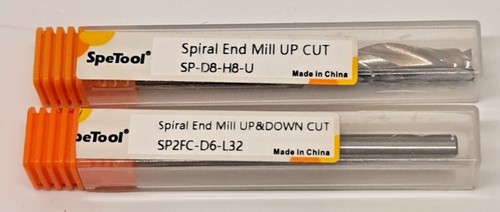 SpeTool®
Spiral End Mill UP CUT
SP-D8-H8-U
Made in China
peTool®
Spiral End Mill UP&DOWN CUT
SP2FC-D6-L32
Made in China